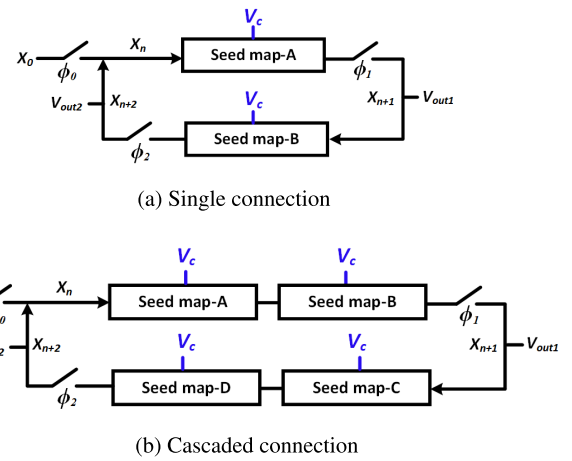 V_c
X_0
X_n
Seed map-A
ϕ_0
ϕ_1
V_out2
X_n+2
V_c
X_n+1
V_out1
Seed map-B
ϕ_2
(a) Single connection
V_c
V_c
X_n
Seed map-A
Seed map-B
0
ϕ_1
2
X_n+2
V_c
V_c
X_n+1
V_out1
Seed map-D
Seed map-C
ϕ_2
(b) Cascaded connection